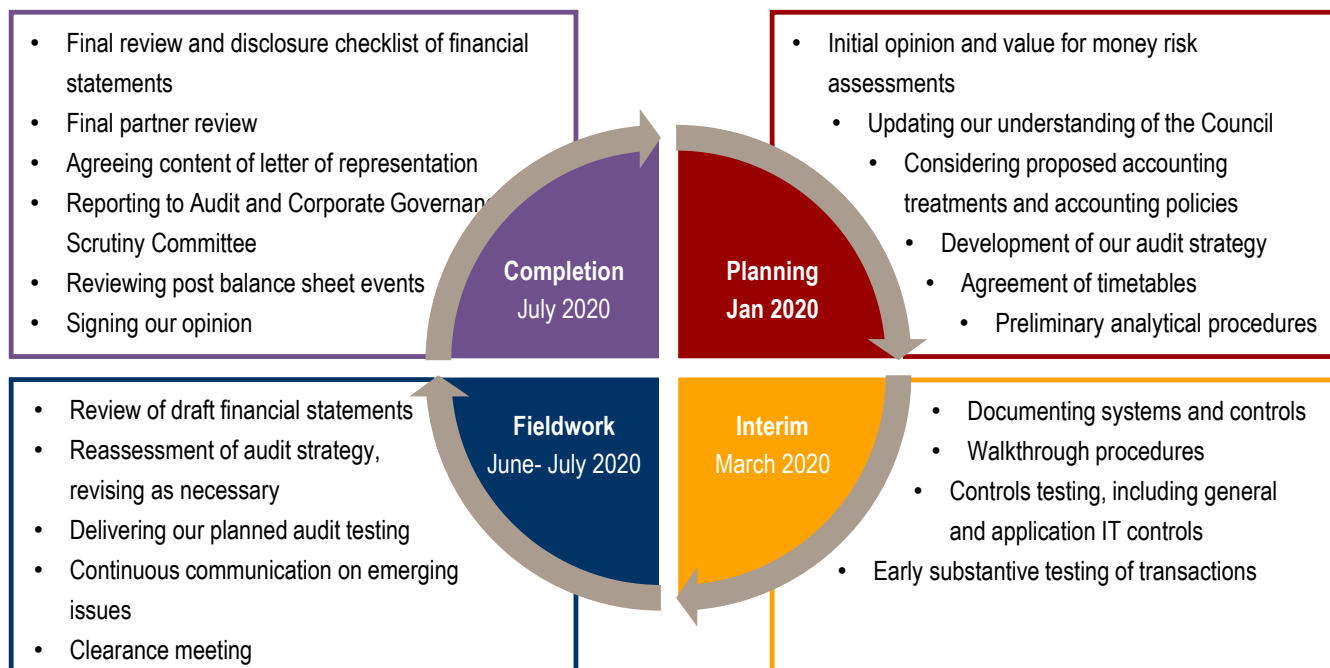 • Final review and disclosure checklist of financial
statements
• Final partner review
• Agreeing content of letter of representation
• Reporting to Audit and Corporate
Scrutiny Committee
• Reviewing post balance sheet events
• Signing our opinion
Completion
July 2020
• Initial opinion and value for money risk
assessments
• Updating our understanding of the Council
• Considering proposed accounting
treatments and accounting policies
• Development of our audit strategy
• Agreement of timetables
• Preliminary analytical procedures
Planning
Jan 2020
• Review of draft financial statements
• Reassessment of audit strategy,
revising as necessary
• Delivering our planned audit testing
• Continuous communication on emerging
issues
• Clearance meeting
Fieldwork
June- July 2020
Interim
March 2020
• Documenting systems and controls
• Walkthrough procedures
• Controls testing, including general
and application IT controls
• Early substantive testing of transactions